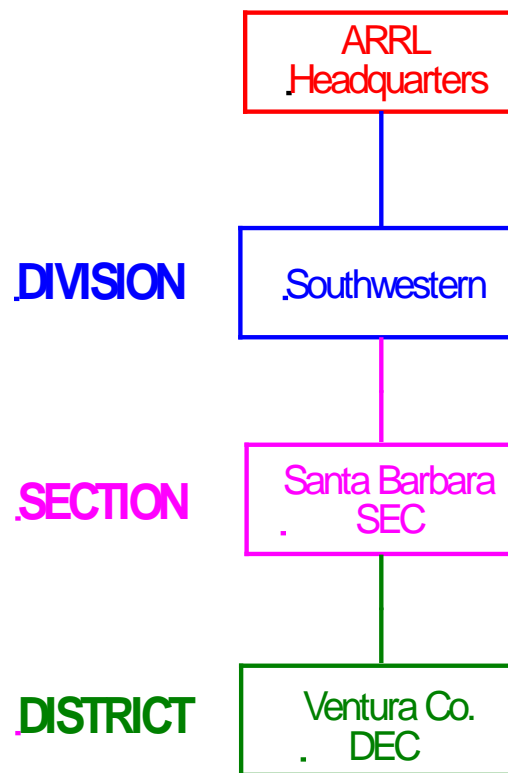 ARRL
Headquarters
DIVISION
Southwestern
SECTION
Santa Barbara
SEC
DISTRICT
Ventura Co.
DEC